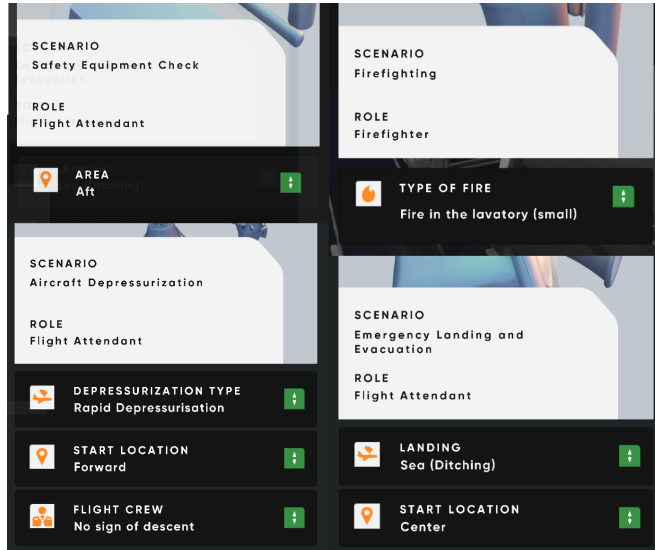 SCENARIO
Safety Equipment Check
ROLE
Flight Attendant
AREA
Aft
SCENARIO
Firefighting
ROLE
Firefighter
TYPE OF FIRE
Fire in the lavatory (small)
SCENARIO
Aircraft Depressurization
ROLE
Flight Attendant
DEPRESSURIZATION TYPE
Rapid Depressurisation
START LOCATION
Forward
FLIGHT CREW
No sign of descent
SCENARIO
Emergency Landing and
Evacuation
ROLE
Flight Attendant
LANDING
Sea (Ditching)
START LOCATION
Center